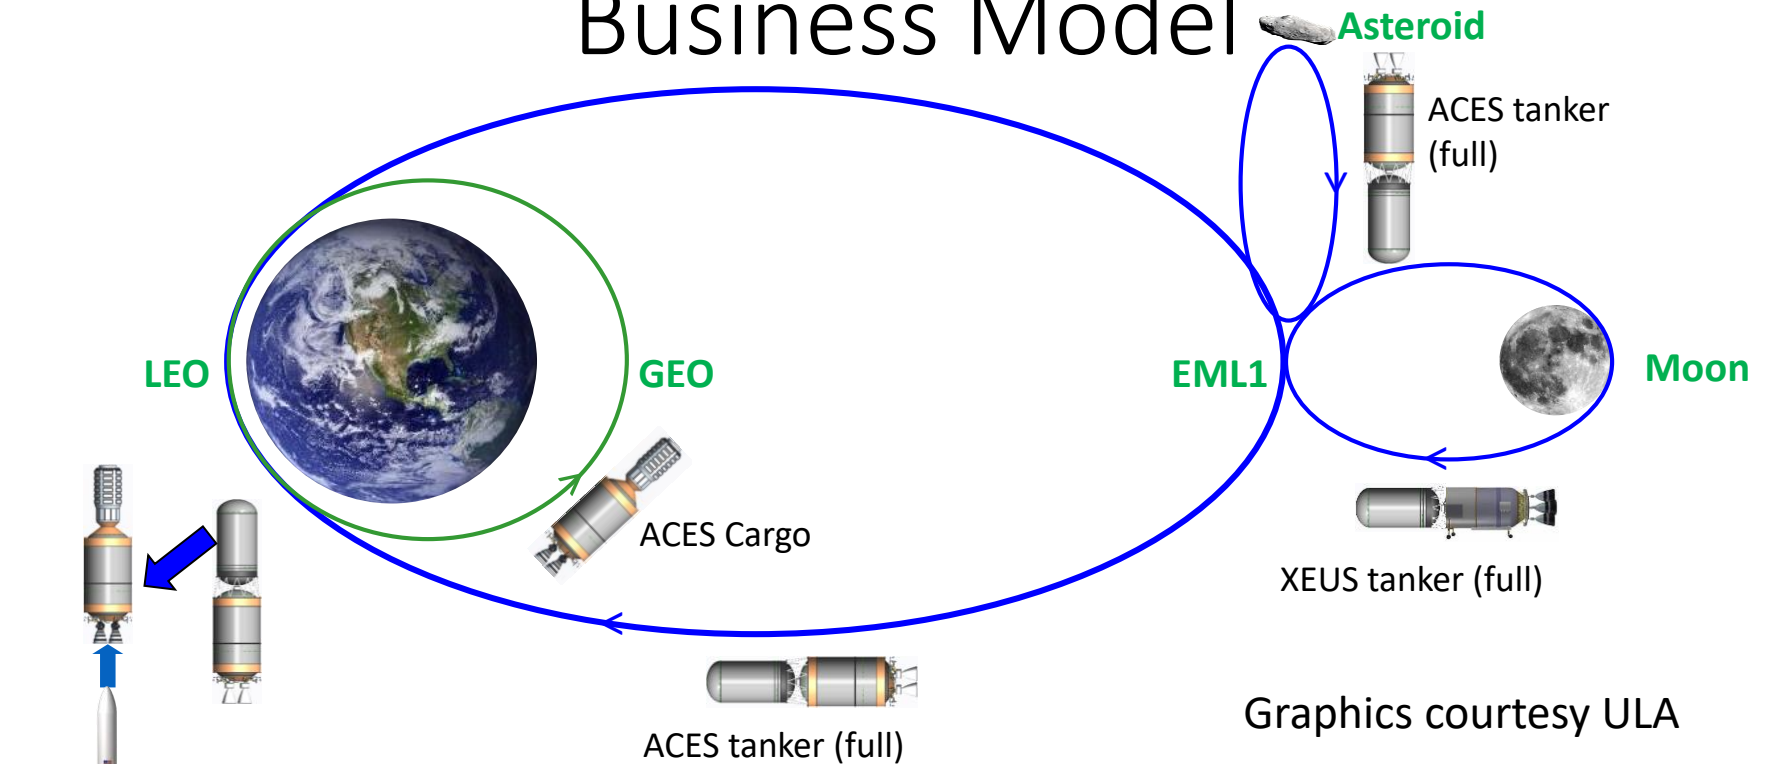 Business Model
Asteroid
ACES tanker
(full)
LEO
GEO
EML1
Moon
ACES Cargo
XEUS tanker (full)
Graphics courtesy ULA
ACES tanker (full)